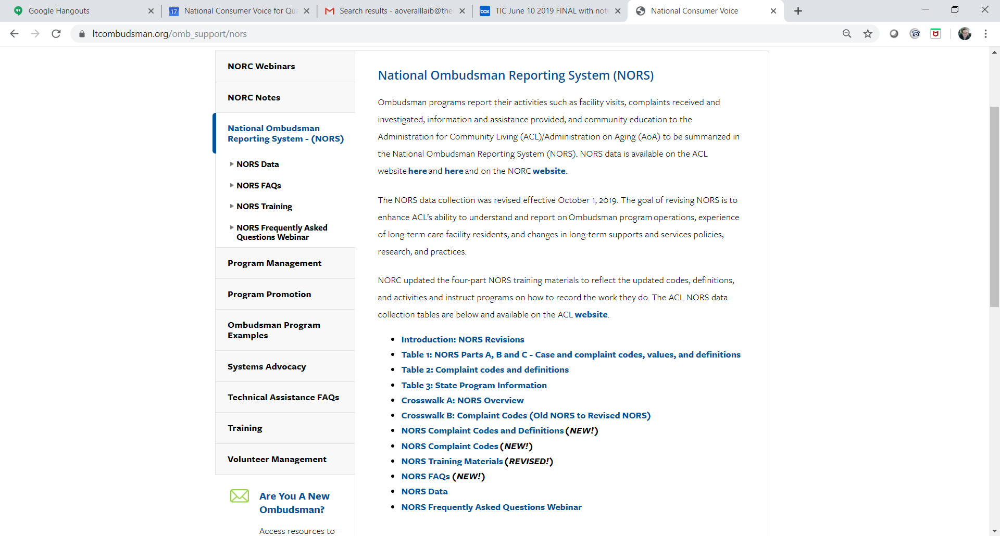 Google Hangouts
National Consumer Voice for Qu
Search results - aoveralllaib@the
box
TIC June 10 2019 FINAL with note
National Consumer Voice
17
ltcombudsman.org/omb_support/nors
NORC Webinars
NORC Notes
National Ombudsman
Reporting System - (NORS)
NORS Data
NORS FAQs
NORS Training
NORS Frequently Asked
Questions Webinar
Program Management
Program Promotion
Ombudsman Program
Examples
Systems Advocacy
Technical Assistance FAQs
Training
Volunteer Management
Are You A New
Ombudsman?
Access resources to
National Ombudsman Reporting System (NORS)
Ombudsman programs report their activities such as facility visits, complaints received and
investigated, information and assistance provided, and community education to the
Administration for Community Living (ACL)/Administration on Aging (AoA) to be summarized in
the National Ombudsman Reporting System (NORS). NORS data is available on the ACL
website here and here and on the NORC website.
The NORS data collection was revised effective October 1, 2019. The goal of revising NORS is to
enhance ACL's ability to understand and report on Ombudsman program operations, experience
of long-term care facility residents, and changes in long-term supports and services policies,
research, and practices.
NORC updated the four-part NORS training materials to reflect the updated codes, definitions,
and activities and instruct programs on how to record the work they do. The ACL NORS data
collection tables are below and available on the ACL website.
Introduction: NORS Revisions
Table 1: NORS Parts A, B and C - Case and complaint codes, values, and definitions
Table 2: Complaint codes and definitions
Table 3: State Program Information
Crosswalk A: NORS Overview
Crosswalk B: Complaint Codes (Old NORS to Revised NORS)
NORS Complaint Codes and Definitions (NEW!)
NORS Complaint Codes (NEW!)
NORS Training Materials (REVISED!)
NORS FAQs (NEW!)
NORS Data
NORS Frequently Asked Questions Webinar